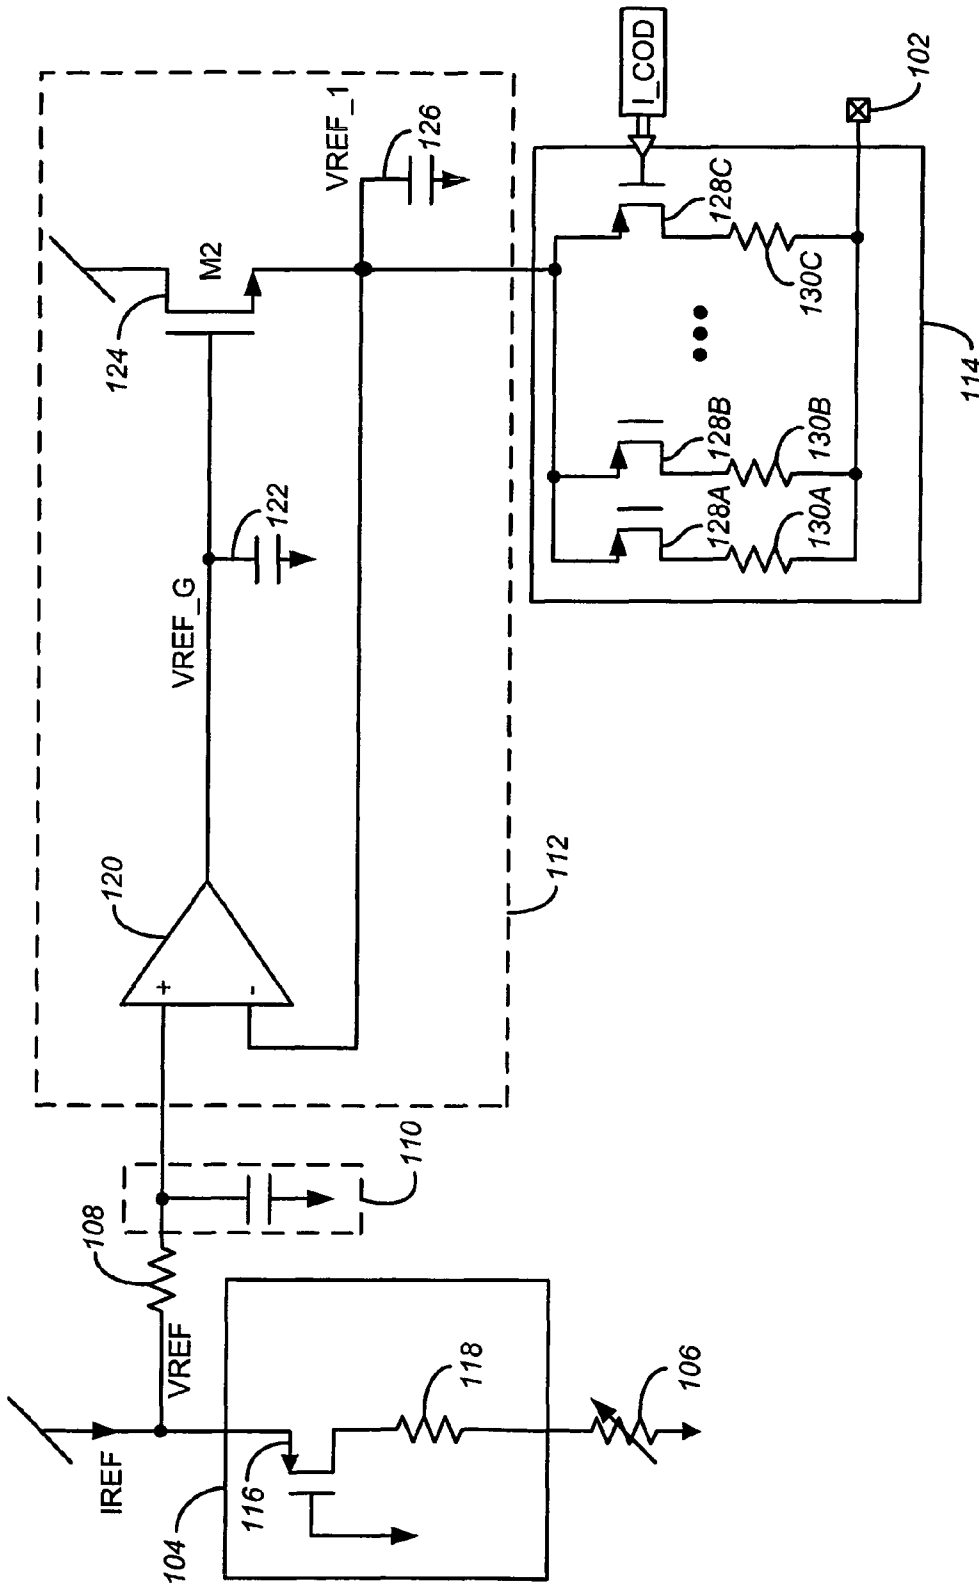 IREF
VREF
104
116
118
106
108
110
120
+
-
112
VREF_G
122
124
M2
VREF_1
126
I_COD
102
128A
128B
128C
130A
130B
130C
114